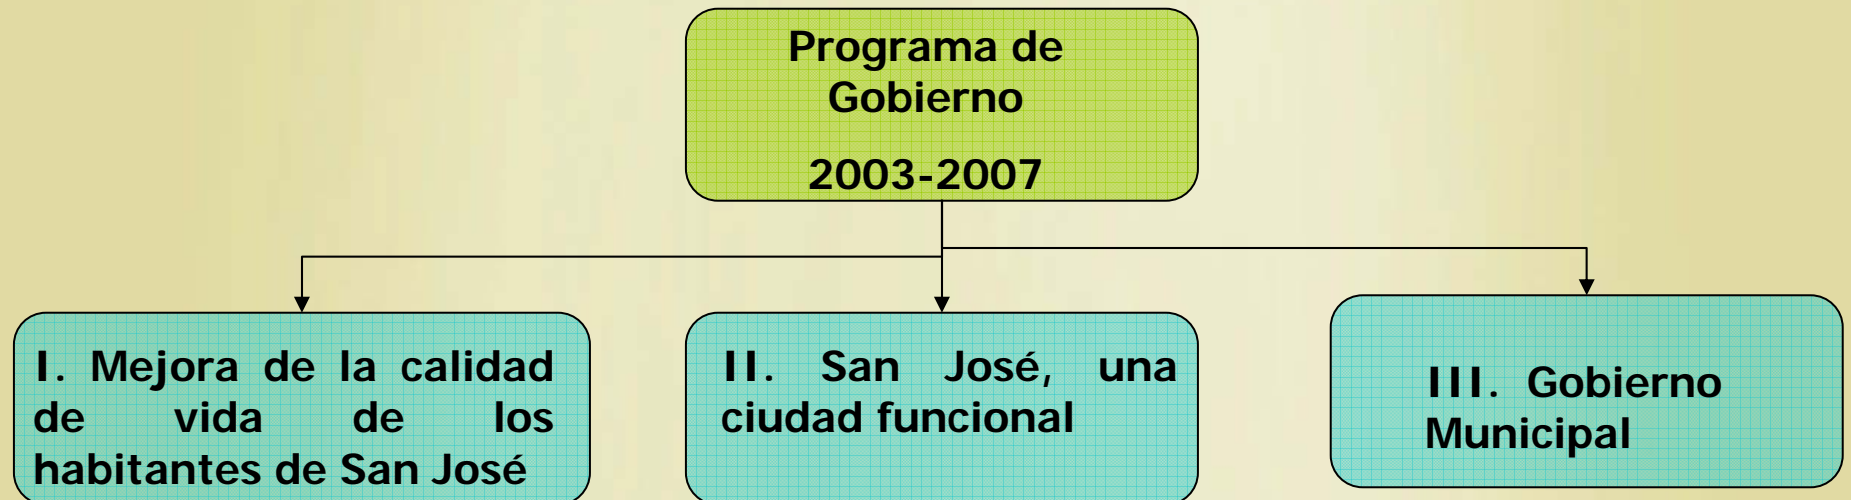 Programa de
Gobierno
2003-2007
I. Mejora de la calidad
de vida de los
habitantes de San José
II. San José, una
ciudad funcional
III. Gobierno
Municipal